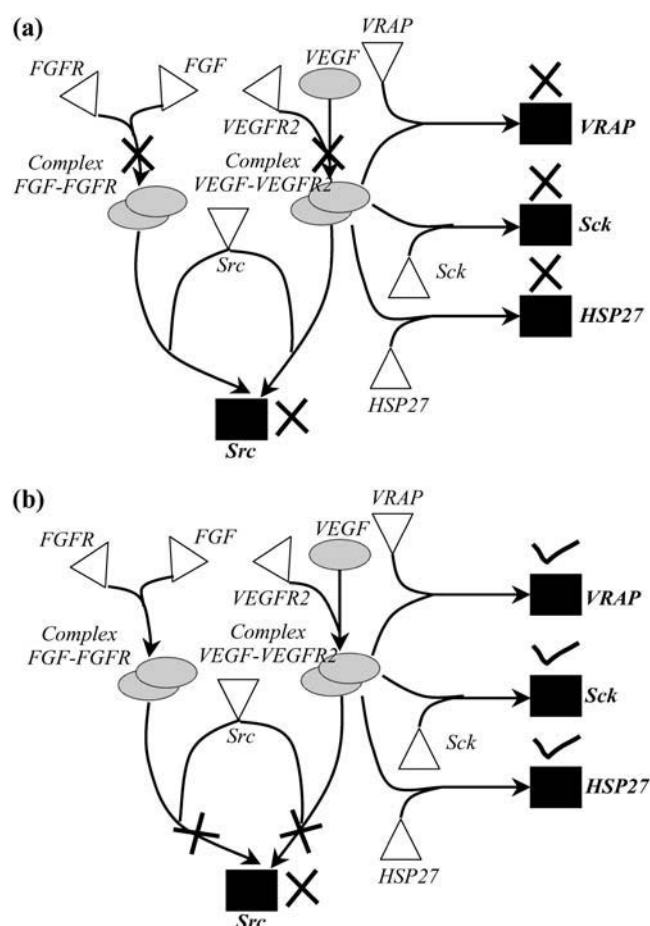 (a)
VRAP
FGFR
FGF
VEGF
VEGFR2
VRAP
Complex
FGF-FGFR
Complex
VEGF-VEGFR2
Src
Sck
Sck
HSP27
HSP27
Src
(b)
VRAP
FGFR
FGF
VEGF
VEGFR2
VRAP
Complex
FGF-FGFR
Complex
VEGF-VEGFR2
Src
Sck
Sck
HSP27
HSP27
Src